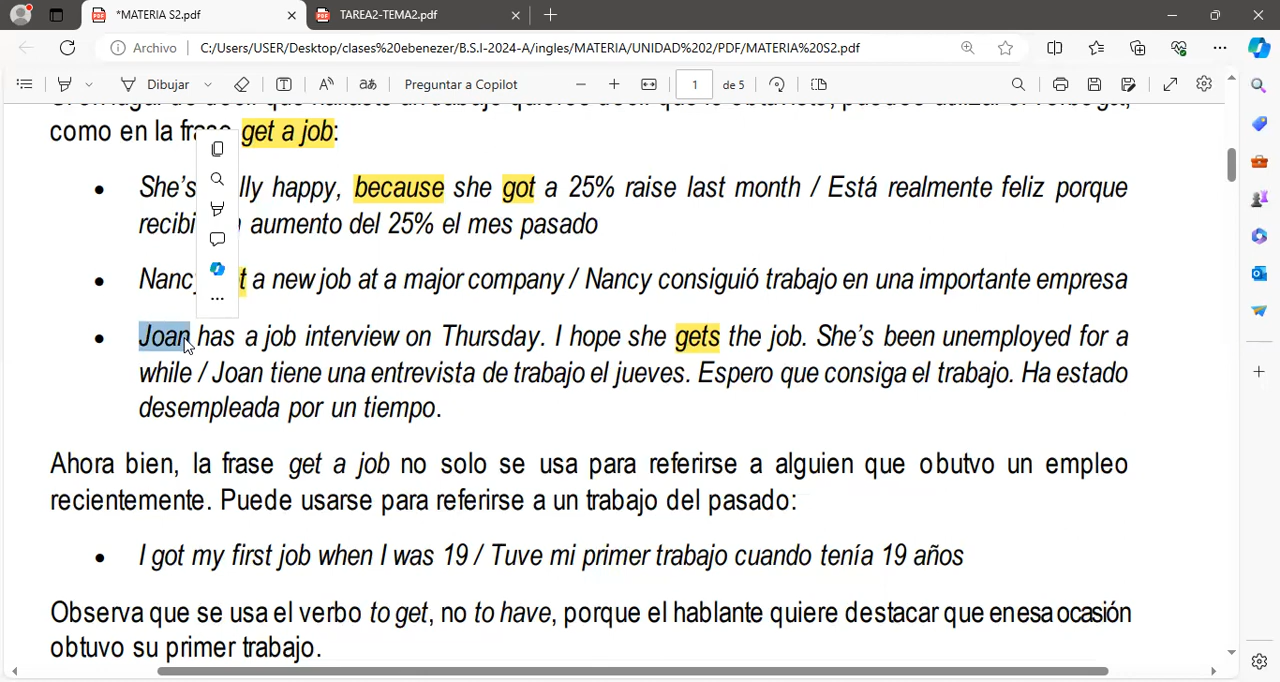 *MATERIA S2.pdf
TAREA2-TEMA2.pdf
Archivo
C:/Users/USER/Desktop/clases%20ebenezer/B.S.I-2024-A/ingles/MATERIA/UNIDAD%202/PDF/MATERIA%20S2.pdf
Dibujar
Preguntar a Copilot
1
de 5
como en la frase get a job:
• She's lly happy, because she got a 25% raise last month / Está realmente feliz porque
recibi aumento del 25% el mes pasado
• Nancy t a new job at a major company / Nancy consiguió trabajo en una importante empresa
• Joan has a job interview on Thursday. I hope she gets the job. She's been unemployed for a
while / Joan tiene una entrevista de trabajo el jueves. Espero que consiga el trabajo. Ha estado
desempleada por un tiempo.
Ahora bien, la frase get a job no solo se usa para referirse a alguien que obutvo un empleo
recientemente. Puede usarse para referirse a un trabajo del pasado:
• I got my first job when I was 19 / Tuve mi primer trabajo cuando tenía 19 años
Observa que se usa el verbo to get, no to have, porque el hablante quiere destacar que en esa ocasión
obtuvo su primer trabajo.